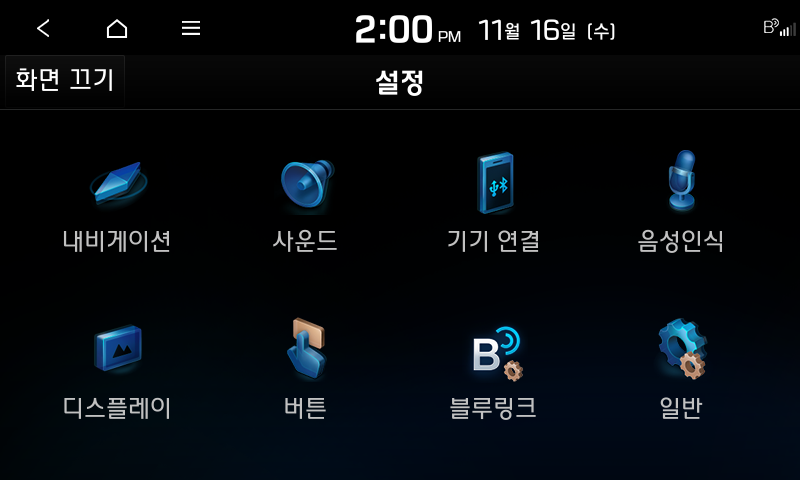 2:00 PM 11월 16일 (수) B
화면 끄기 설정
내비게이션 사운드 기기 연결 음성인식
B
디스플레이 버튼 블루링크 일반